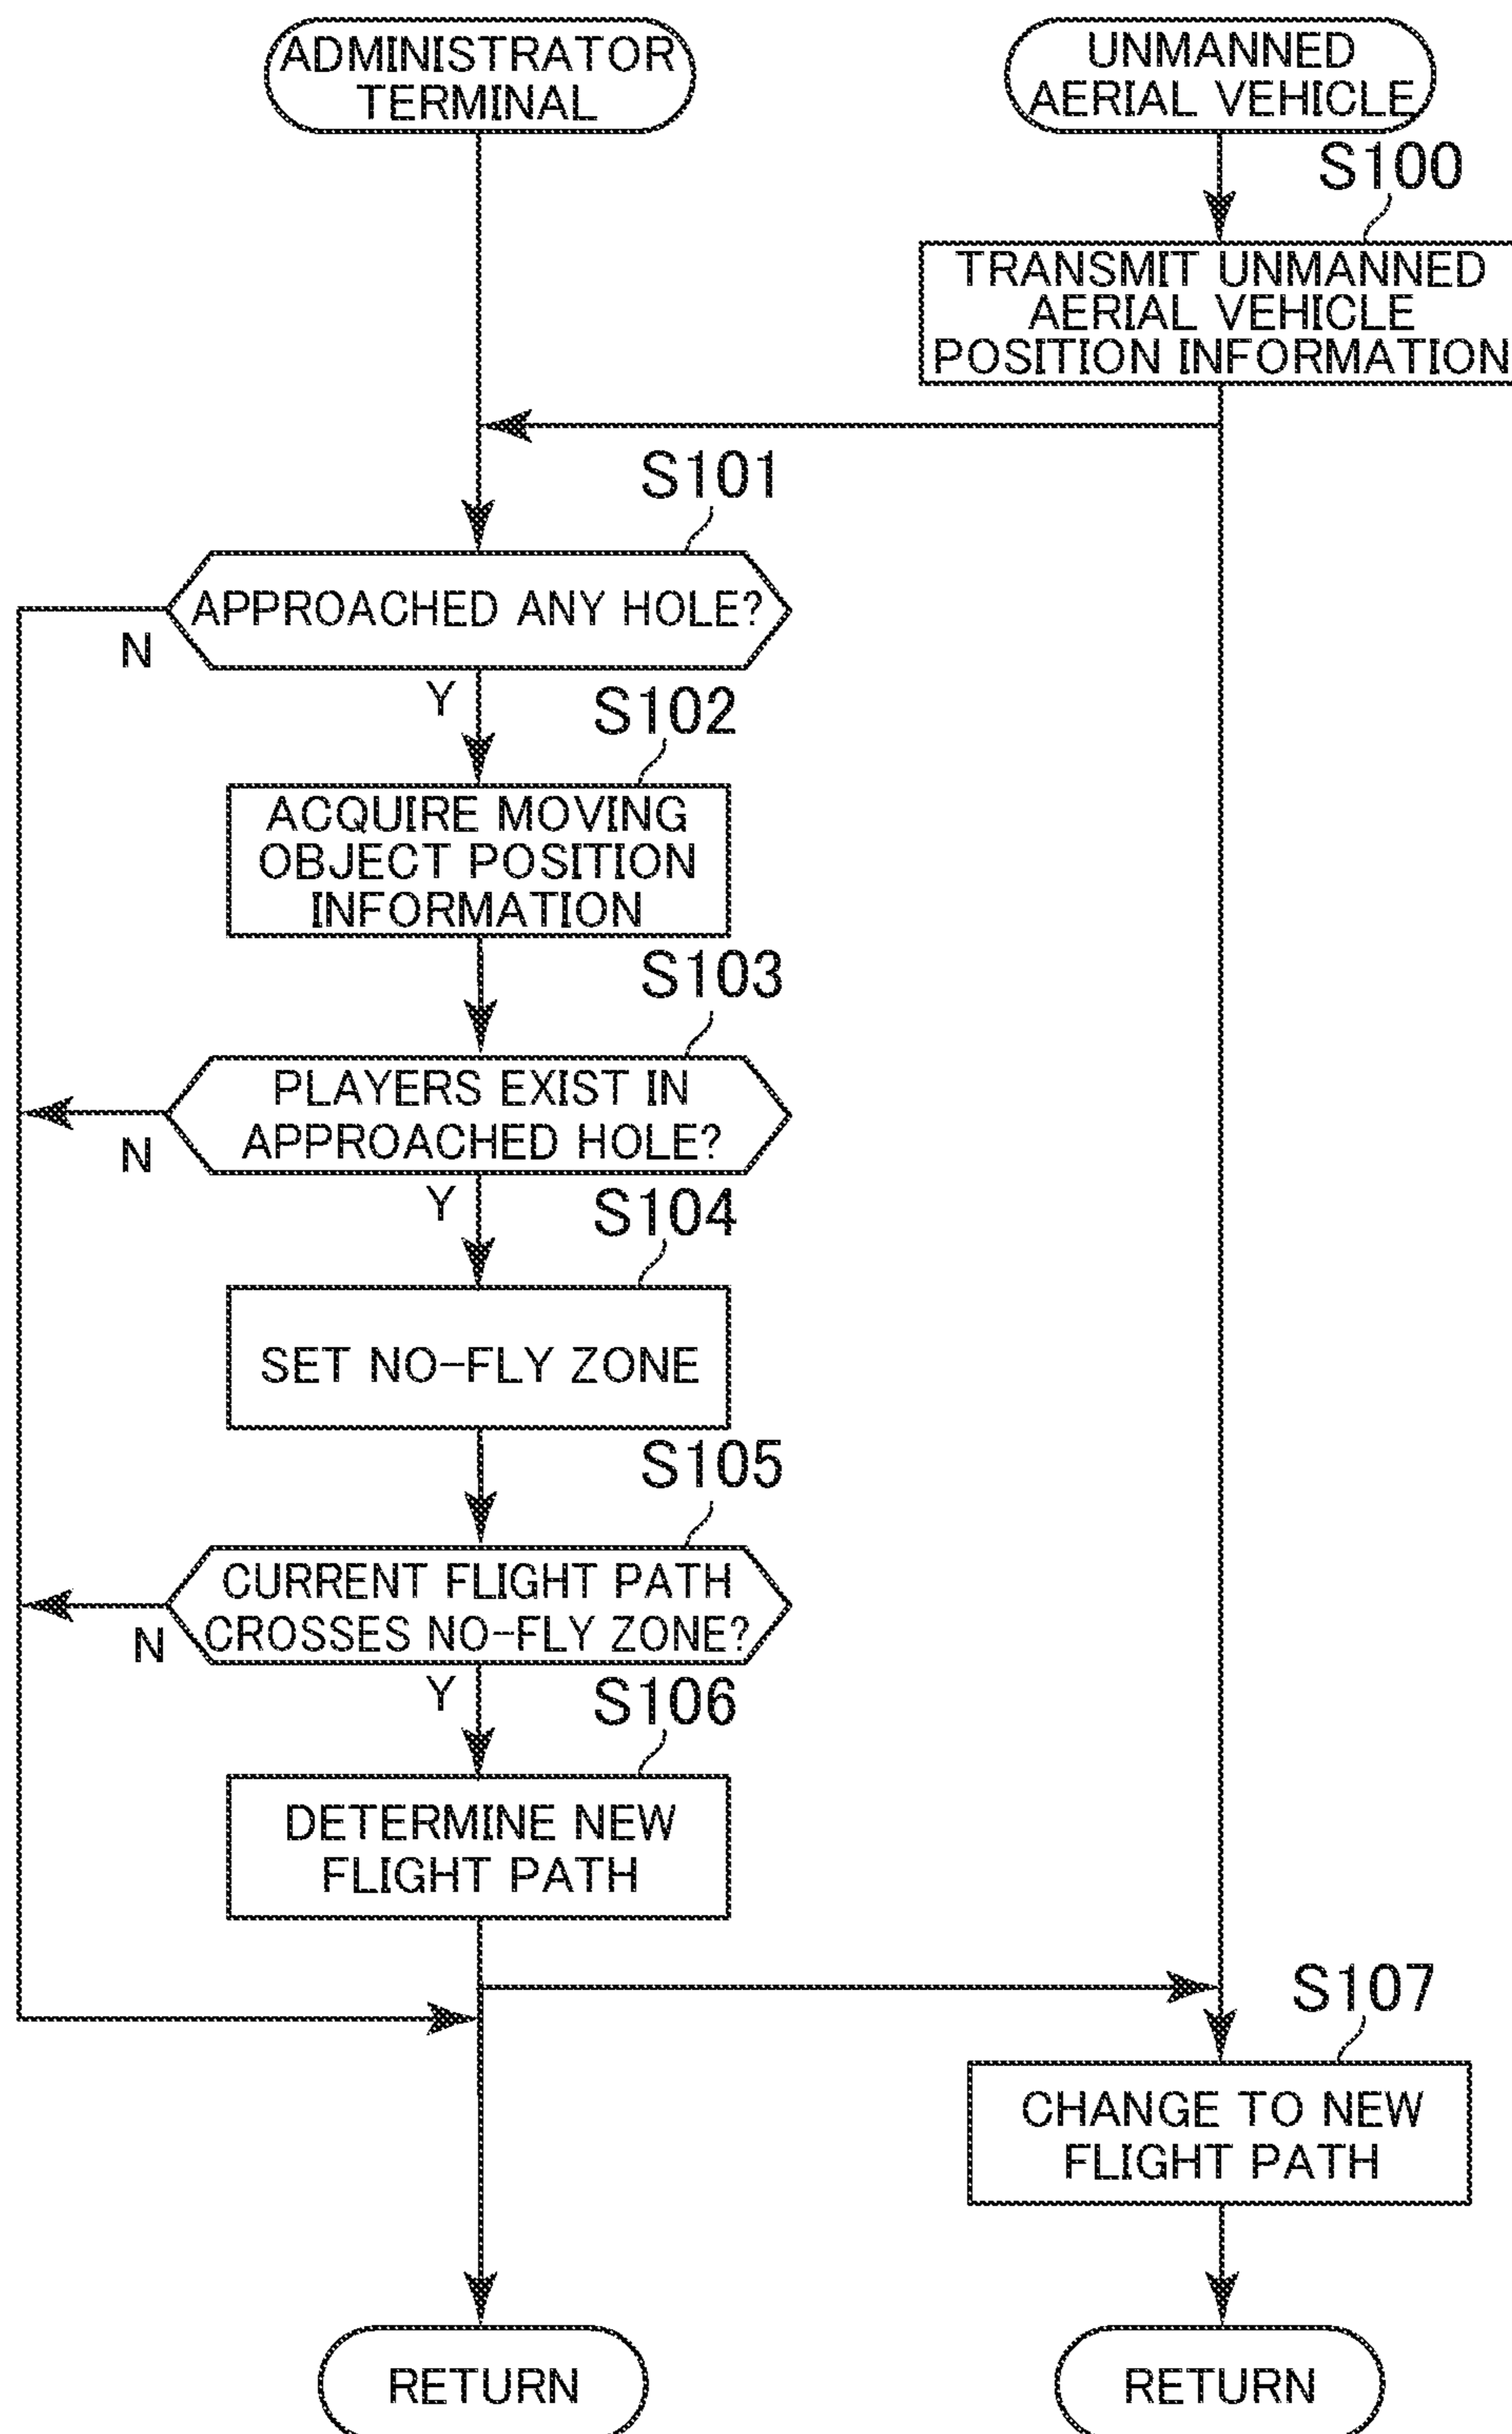 ADMINISTRATOR
TERMINAL
UNMANNED
AERIAL VEHICLE
S100
TRANSMIT UNMANNED
AERIAL VEHICLE
POSITION INFORMATION
S101
APPROACHED ANY HOLE?
N
Y
S102
ACQUIRE MOVING
OBJECT POSITION
INFORMATION
S103
PLAYERS EXIST IN
APPROACHED HOLE?
N
Y
S104
SET NO-FLY ZONE
S105
CURRENT FLIGHT PATH
CROSSES NO-FLY ZONE?
N
Y
S106
DETERMINE NEW
FLIGHT PATH
S107
CHANGE TO NEW
FLIGHT PATH
RETURN
RETURN